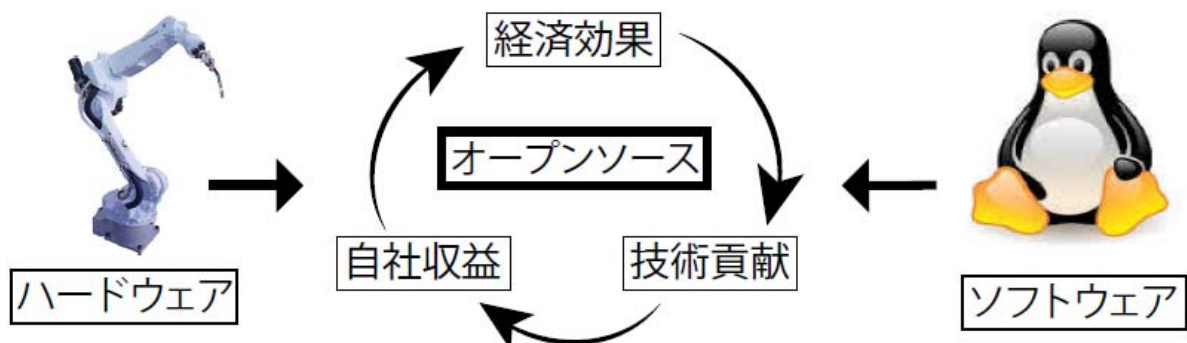 経済効果
オープンソース
自社収益
技術貢献
ハードウェア
ソフトウェア